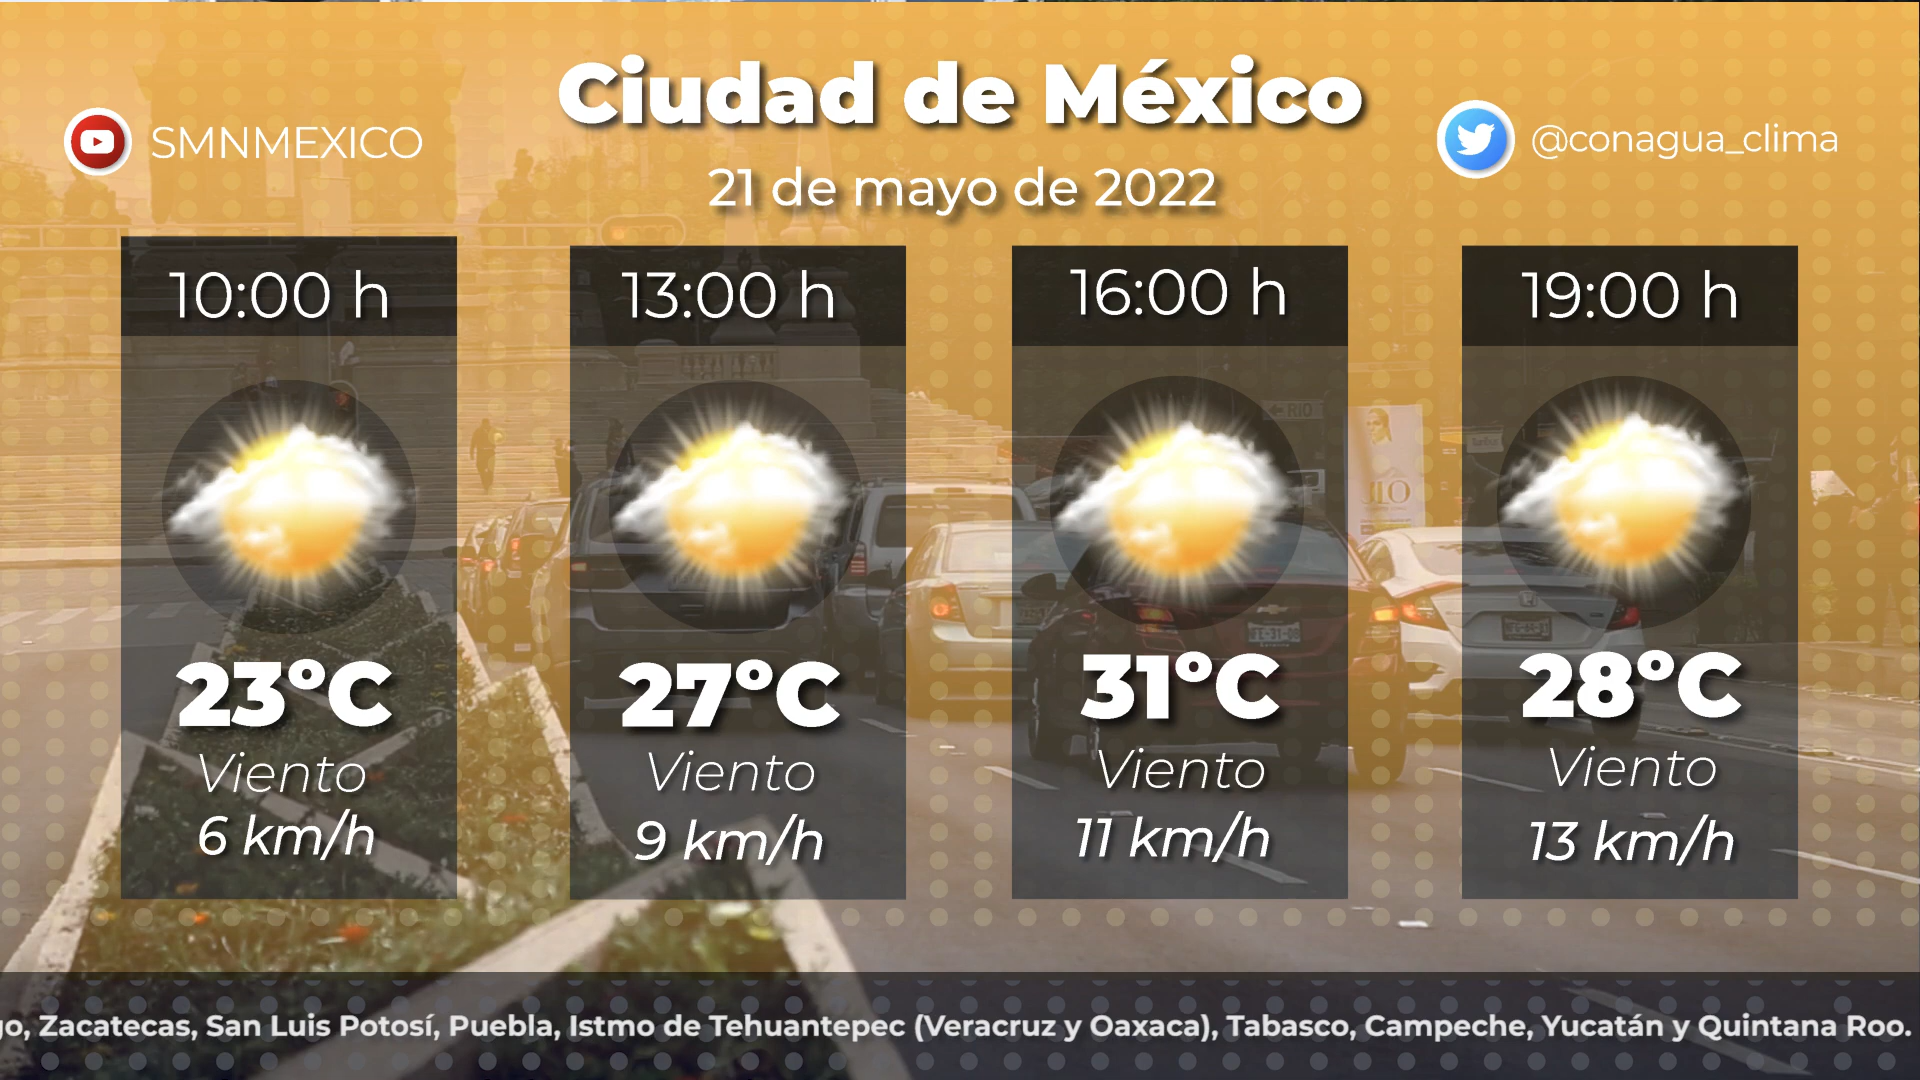 Ciudad de México
SMNMEXICO
@conagua_clima
21 de mayo de 2022
10:00 h
23°C
Viento
6 km/h
13:00 h
27°C
Viento
9 km/h
16:00 h
31°C
Viento
11 km/h
19:00 h
28°C
Viento
13 km/h
RIO
go, Zacatecas, San Luis Potosí, Puebla, Istmo de Tehuantepec (Veracruz y Oaxaca), Tabasco, Campeche, Yucatán y Quintana Roo.